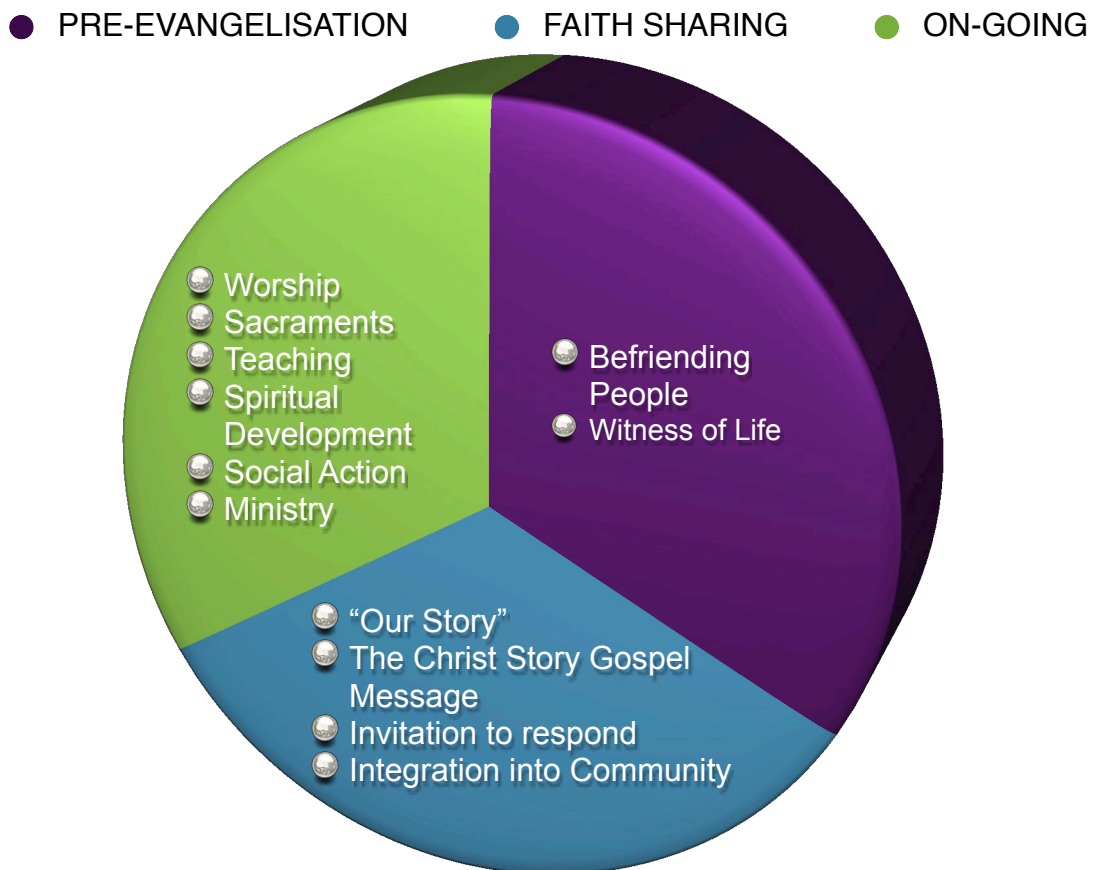 PRE-EVANGELISATION FAITH SHARING ON-GOING
Worship
Sacraments
Teaching
Spiritual
Development
Social Action
Ministry
Befriending
People
Witness of Life
“Our Story”
The Christ Story Gospel
Message
Invitation to respond
Integration into Community